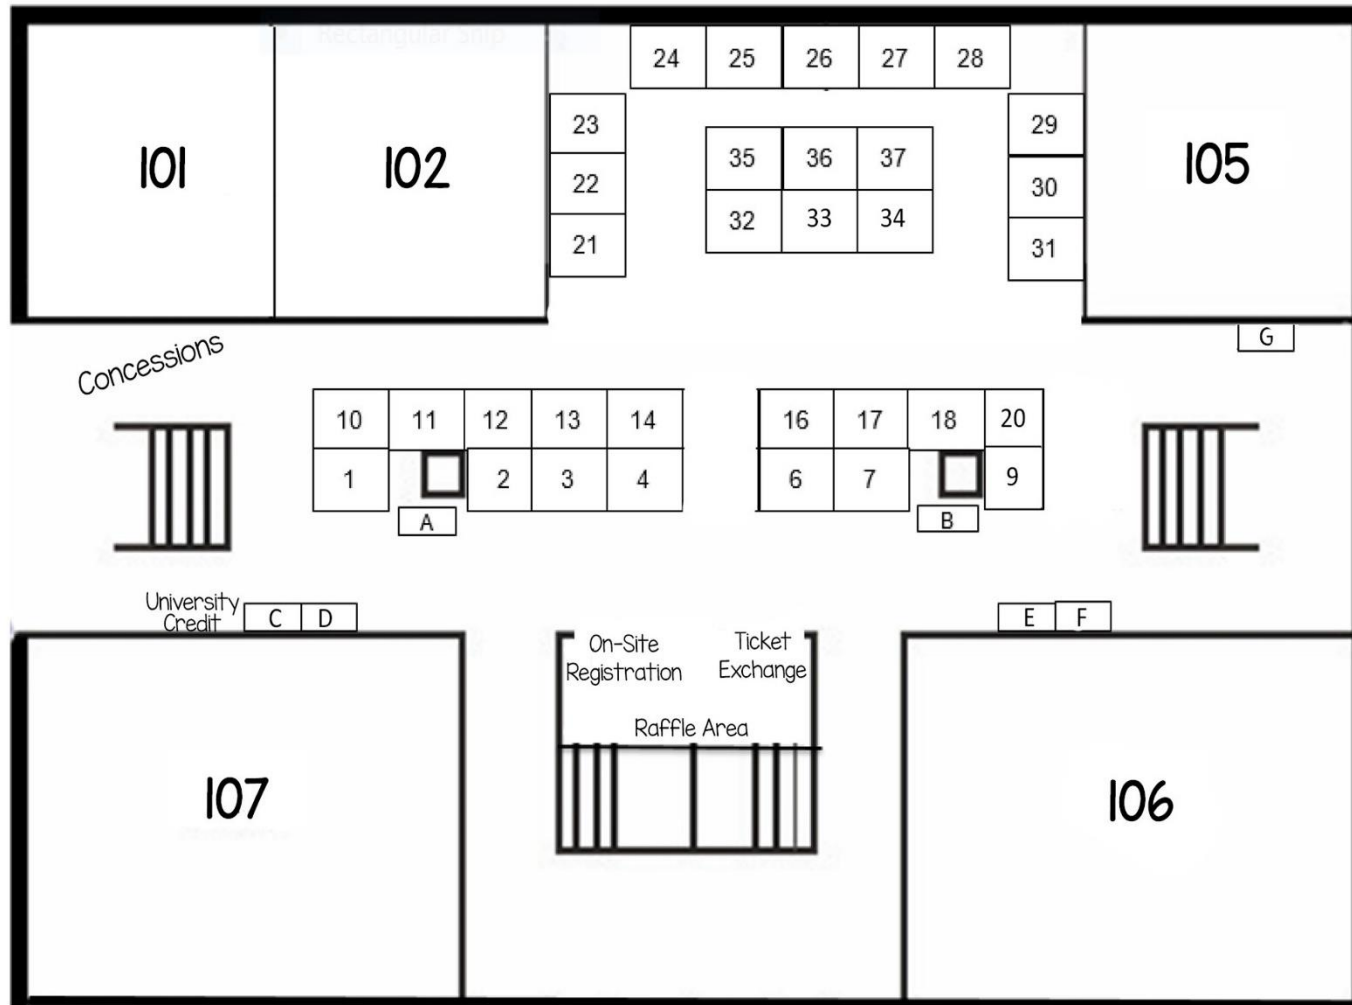 Rectangular Snip
24 25 26 27 28
23 29
101 102 35 36 37 105
22 30
32 33 34
21 31
G
Concessions
10 11 12 13 14 16 17 18 20
1 2 3 4 6 7 9
A B
University
Credit
C D E F
On-Site
Registration
Ticket
Exchange
Raffle Area
107 106